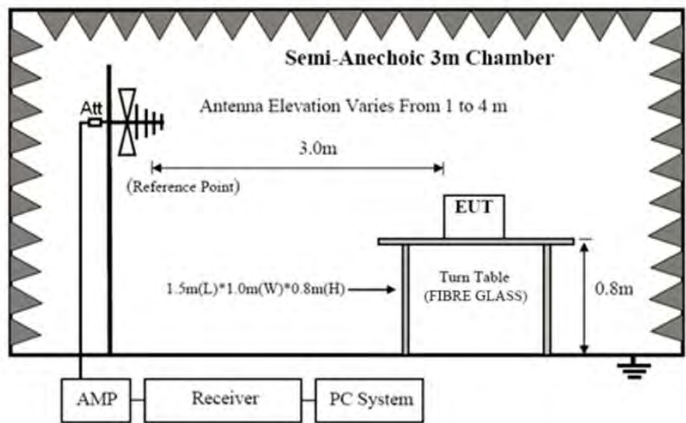 Semi-Anechoic 3m Chamber
Att
Antenna Elevation Varies From 1 to 4 m
3.0m
(Reference Point)
EUT
1.5m(L)*1.0m(W)*0.8m(H)
Turn Table
(FIBRE GLASS)
0.8m
AMP
Receiver
PC System